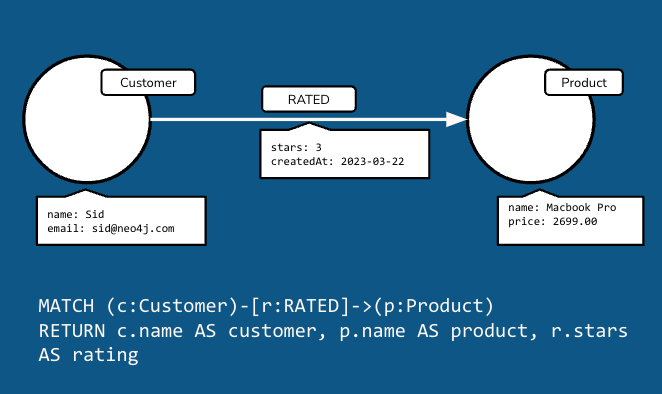 Customer
RATED
Product
stars: 3
createdAt: 2023-03-22
name: Sid
email: sid@neo4j.com
name: Macbook Pro
price: 2699.00
MATCH (c:Customer)-[r:RATED]->(p:Product)
RETURN c.name AS customer, p.name AS product, r.stars
AS rating